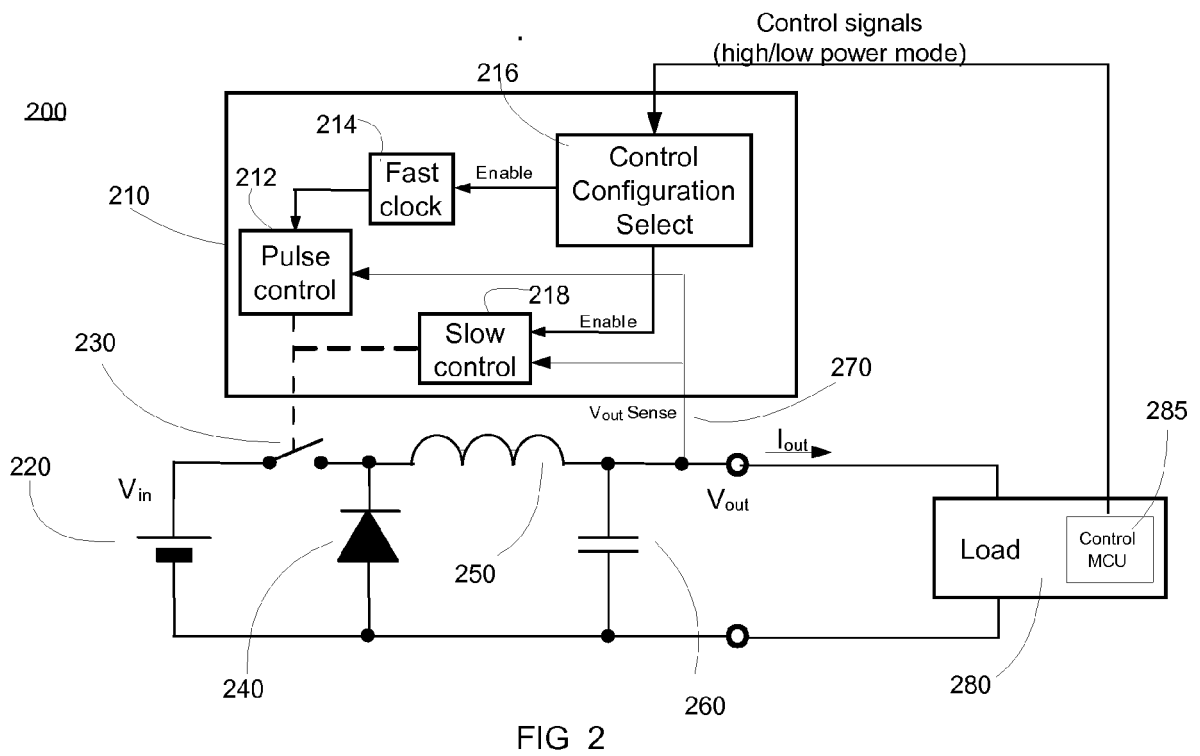 Control signals
(high/low power mode)
200
216
214
Fast
clock
Enable
Control
Configuration
Select
212
210
Pulse
control
218
Slow
control
Enable
230
270
Vout Sense
285
220
Vin
Iout
Vout
250
Load
Control
MCU
240
260
280
FIG 2